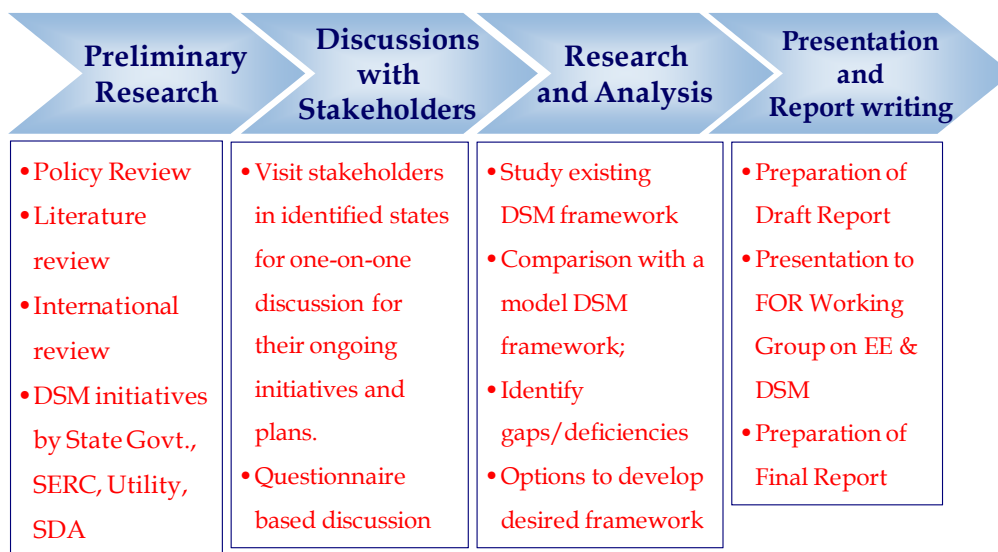 Preliminary
Research
Discussions
with
Stakeholders
Research
and Analysis
Presentation
and
Report writing
•Policy Review
•Literature
review
•International
review
•DSM initiatives
by State Govt.,
SERC, Utility,
SDA
•Visit stakeholders
in identified states
for one-on-one
discussion for
their ongoing
initiatives and
plans.
•Questionnaire
based discussion
•Study existing
DSM framework
•Comparison with a
model DSM
framework;
•Identify
gaps/deficiencies
•Options to develop
desired framework
•Preparation of
Draft Report
•Presentation to
FOR Working
Group on EE &
DSM
•Preparation of
Final Report